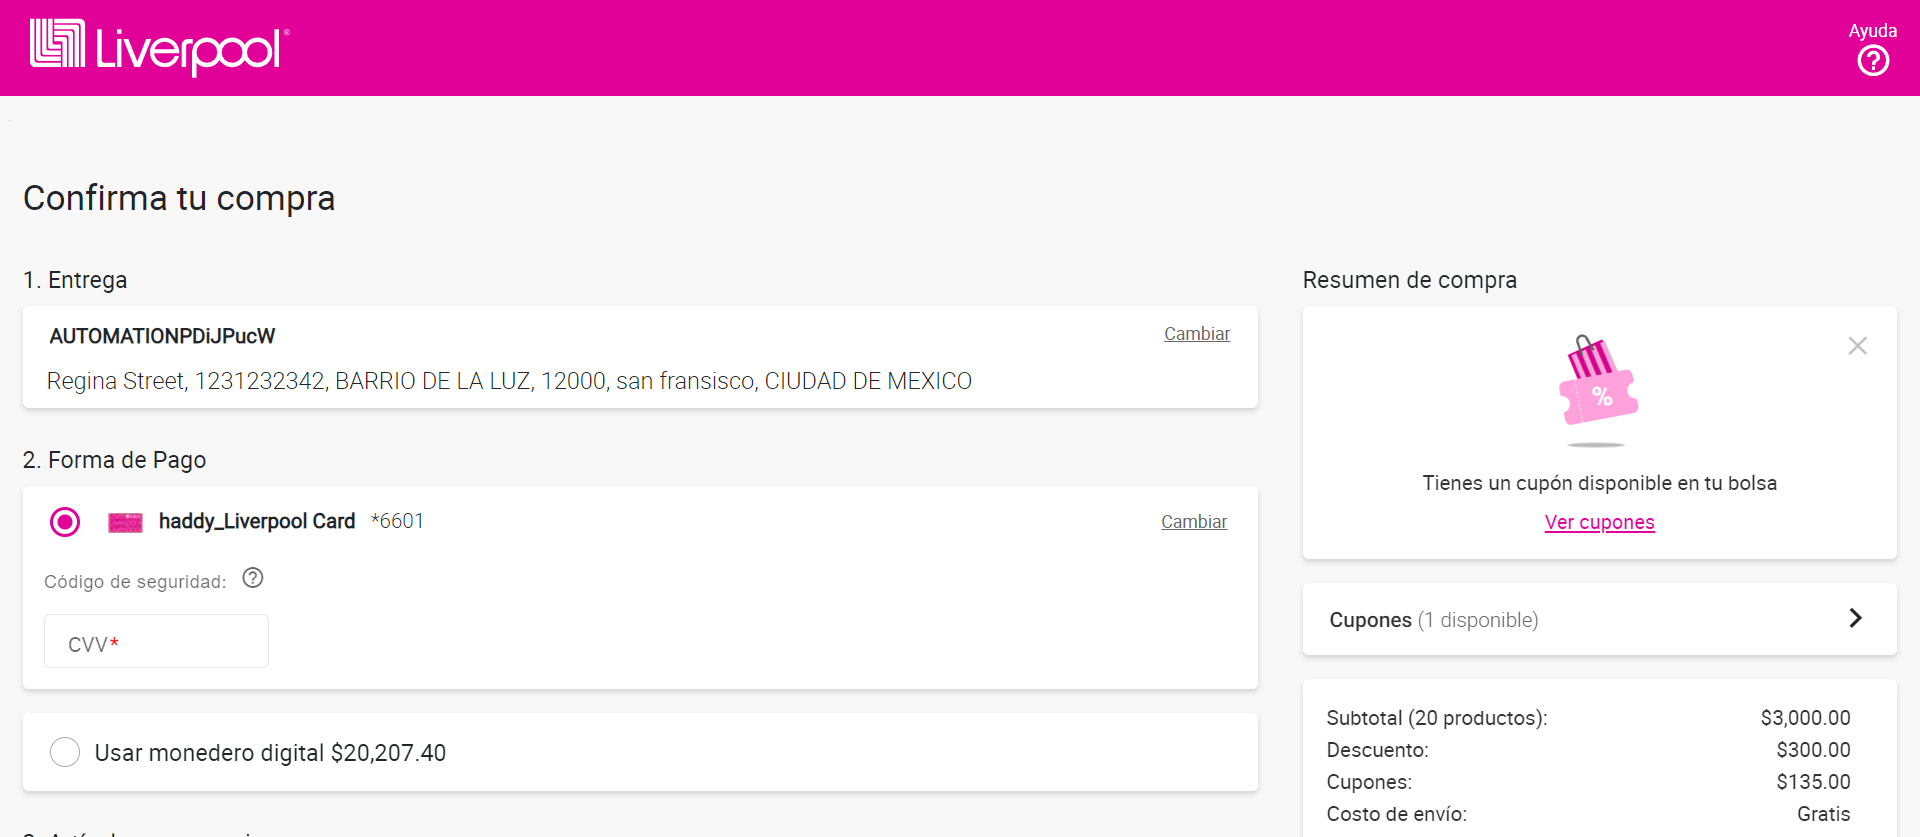 Liverpool®
Ayuda
Confirma tu compra
1. Entrega
AUTOMATIONPDiJPucW
Cambiar
Regina Street, 1231232342, BARRIO DE LA LUZ, 12000, san fransisco, CIUDAD DE MEXICO
2. Forma de Pago
haddy_Liverpool Card *6601
Cambiar
Código de seguridad:
CVV*
Usar monedero digital $20,207.40
Resumen de compra
%
Tienes un cupón disponible en tu bolsa
Ver cupones
Cupones (1 disponible)
Subtotal (20 productos): $3,000.00
Descuento: $300.00
Cupones: $135.00
Costo de envío: Gratis